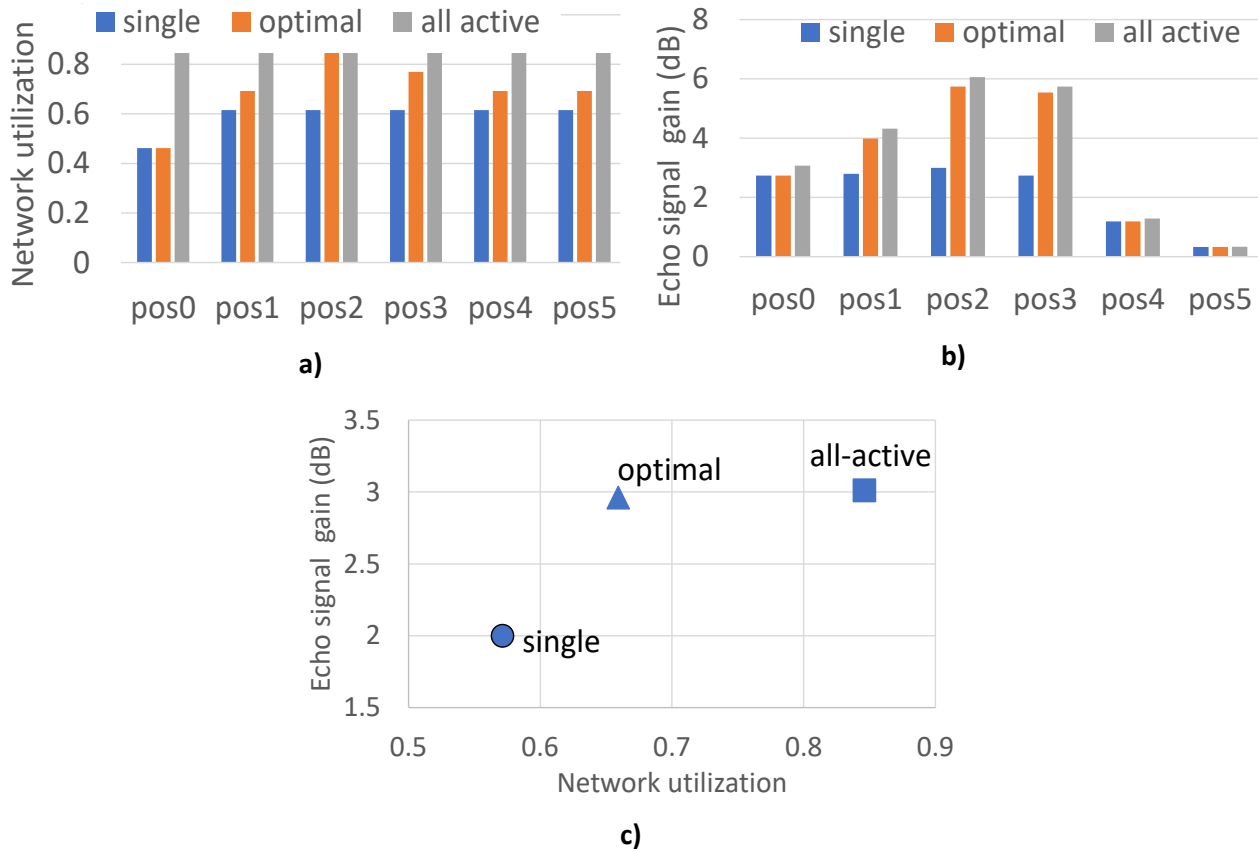 single optimal all active
Network utilization
0.8
0.6
0.4
0.2
0
pos0 pos1 pos2 pos3 pos4 pos5
a)
single optimal all active
Echo signal gain (dB)
8
6
4
2
0
pos0 pos1 pos2 pos3 pos4 pos5
b)
Echo signal gain (dB)
3.5
3
2.5
2
1.5
optimal
all-active
single
0.5 0.6 0.7 0.8 0.9
Network utilization
c)